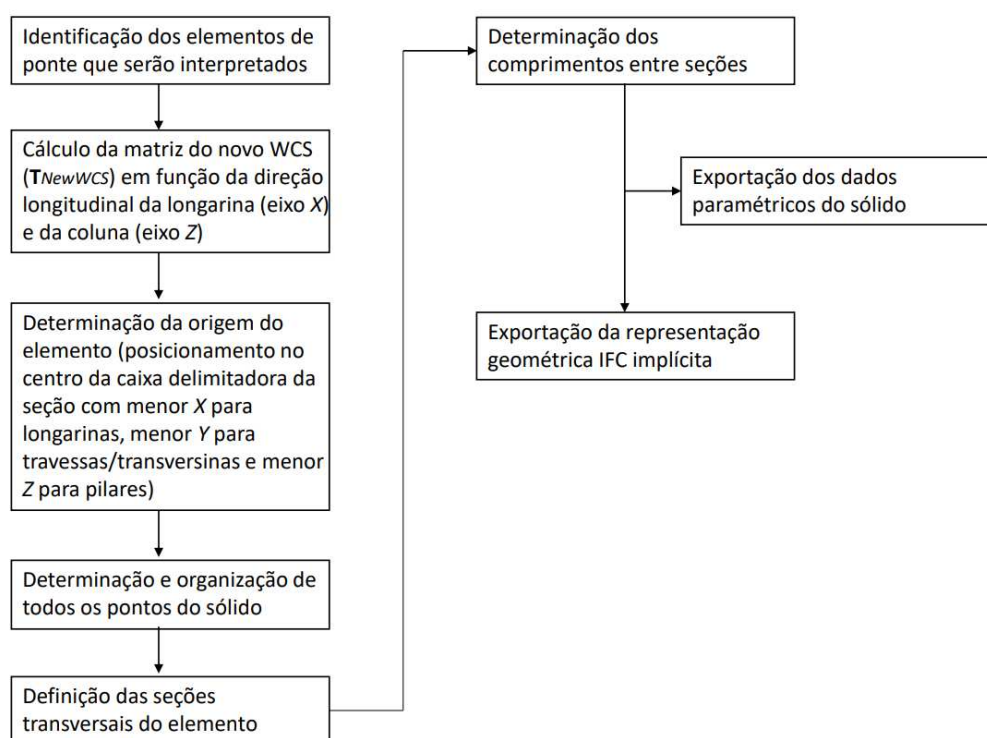 Identificação dos elementos de
ponte que serão interpretados
Cálculo da matriz do novo WCS
(TNewWCS) em função da direção
longitudinal da longarina (eixo X)
e da coluna (eixo Z)
Determinação da origem do
elemento (posicionamento no
centro da caixa delimitadora da
seção com menor X para
longarinas, menor Y para
travessas/transversinas e menor
Z para pilares)
Determinação e organização de
todos os pontos do sólido
Definição das seções
transversais do elemento
Determinação dos
comprimentos entre seções
Exportação dos dados
paramétricos do sólido
Exportação da representação
geométrica IFC implícita